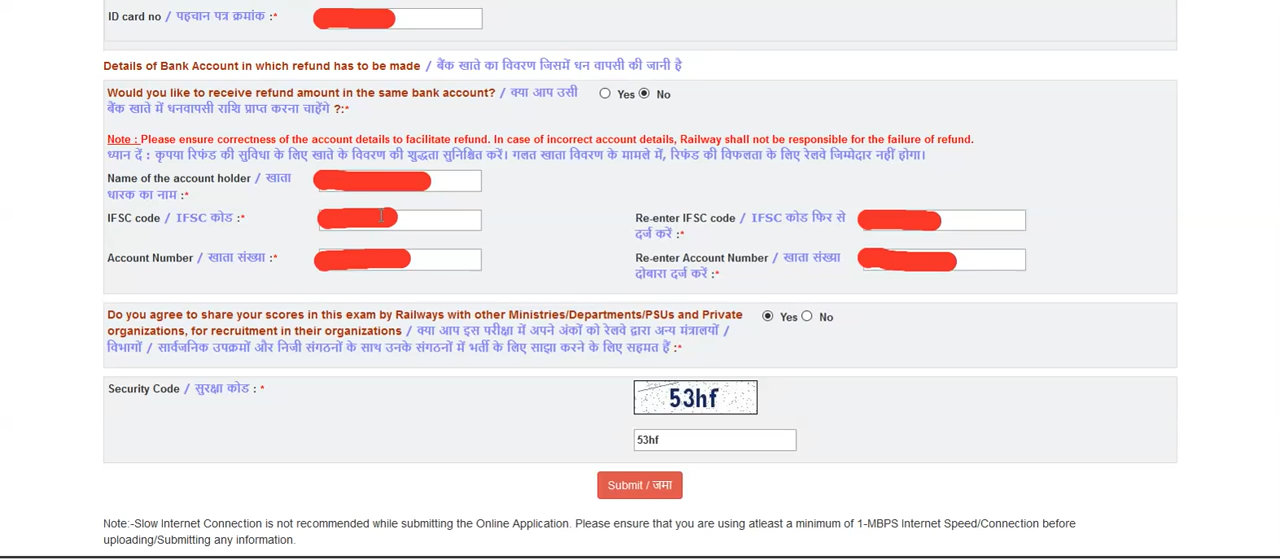 ID card no / पहचान पत्र क्रमांक :*
Details of Bank Account in which refund has to be made / बैंक खाते का विवरण जिसमें धन वापसी की जानी है
Would you like to receive refund amount in the same bank account? / क्या आप उसी
बैंक खाते में धनवापसी राशि प्राप्त करना चाहेंगे ?:*
Yes No
Note : Please ensure correctness of the account details to facilitate refund. In case of incorrect account details, Railway shall not be responsible for the failure of refund.
ध्यान दें : कृपया रिफंड की सुविधा के लिए खाते के विवरण की शुद्धता सुनिश्चित करें। गलत खाता विवरण के मामले में, रिफंड की विफलता के लिए रेलवे जिम्मेदार नहीं होगा।
Name of the account holder / खाता
धारक का नाम :*
IFSC code / IFSC कोड :*
Re-enter IFSC code / IFSC कोड फिर से
दर्ज करें :*
Account Number / खाता संख्या :*
Re-enter Account Number / खाता संख्या
दोबारा दर्ज करें :*
Do you agree to share your scores in this exam by Railways with other Ministries/Departments/PSUs and Private
organizations, for recruitment in their organizations / क्या आप इस परीक्षा में अपने अंकों को रेलवे द्वारा अन्य मंत्रालयों /
विभागों / सार्वजनिक उपक्रमों और निजी संगठनों के साथ उनके संगठनों में भर्ती के लिए साझा करने के लिए सहमत हैं :*
Yes No
Security Code / सुरक्षा कोड : *
53hf
53hf
Submit / जमा
Note:-Slow Internet Connection is not recommended while submitting the Online Application. Please ensure that you are using atleast a minimum of 1-MBPS Internet Speed/Connection before
uploading/Submitting any information.